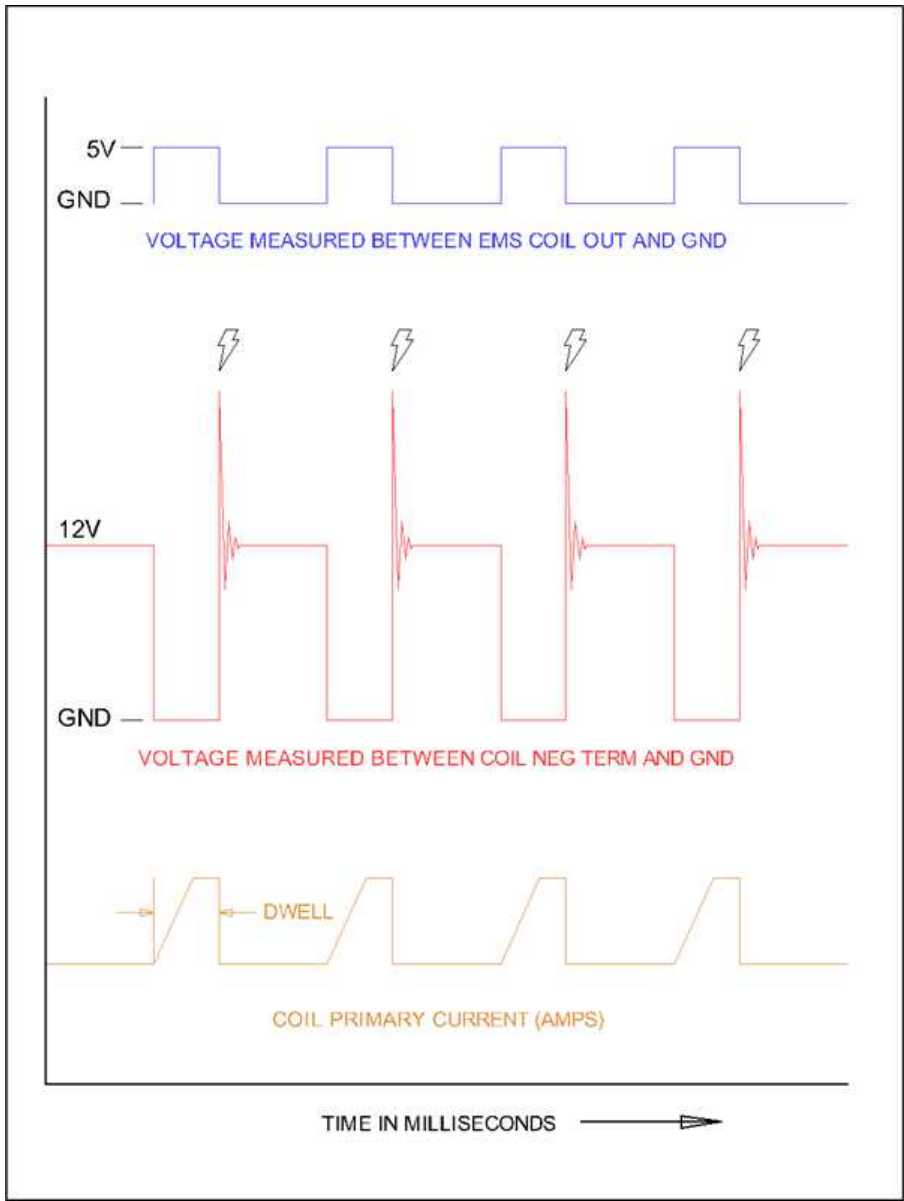 5V
GND
VOLTAGE MEASURED BETWEEN EMS COIL OUT AND GND
12V
GND
VOLTAGE MEASURED BETWEEN COIL NEG TERM AND GND
DWELL
COIL PRIMARY CURRENT (AMPS)
TIME IN MILLISECONDS